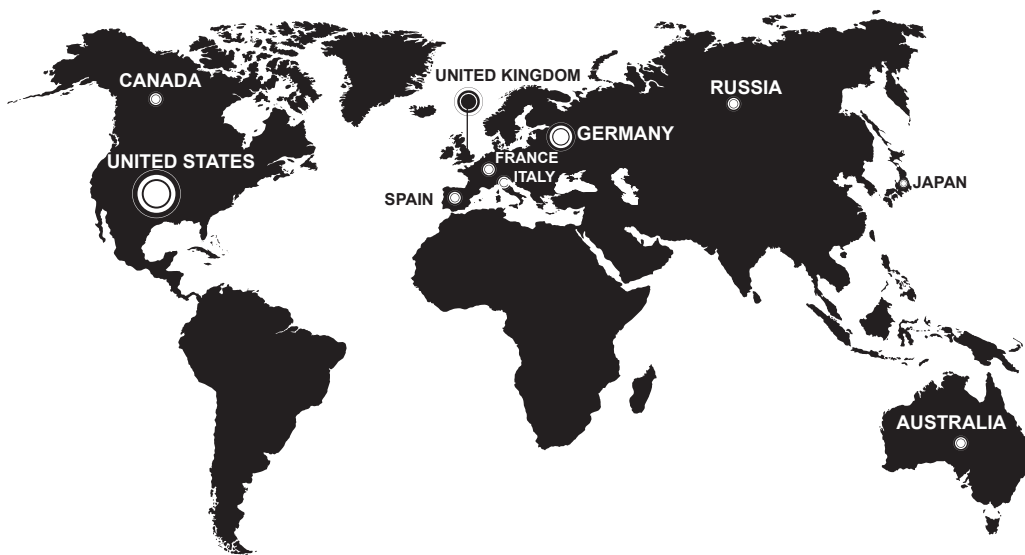 UNITED KINGDOM
CANADA
RUSSIA
GERMANY
UNITED STATES
FRANCE
ITALY
JAPAN
SPAIN
AUSTRALIA